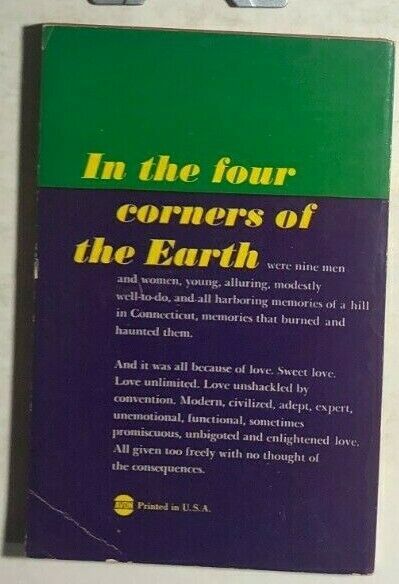 In the four
corners of
the Earth were nine men
and women, young, alluring, modestly
well-to-do, and all harboring memories of a hill
in Connecticut, memories that burned and
haunted them.
And it was all because of love. Sweet love.
Love unlimited. Love unshackled by
convention. Modern, civilized, adept, expert,
unemotional, functional, sometimes
promiscuous, unbigoted and enlightened love.
All given too freely with no thought of
the consequences.
AVON Printed in U.S.A.